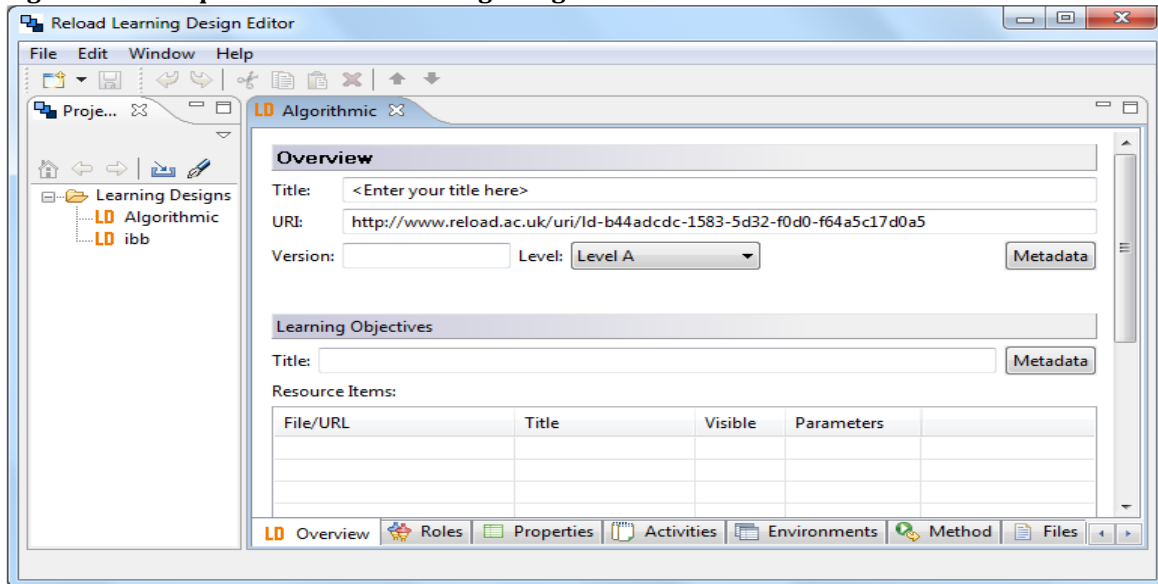 Reload Learning Design Editor
File Edit Window Help
Proje...
LD Algorithmic
Learning Designs
LD Algorithmic
LD ibb
Overview
Title: <Enter your title here>
URI: http://www.reload.ac.uk/uri/ld-b44adcdc-1583-5d32-f0d0-f64a5c17d0a5
Version: Level: Level A Metadata
Learning Objectives
Title: Metadata
Resource Items:
File/URL Title Visible Parameters
LD Overview Roles Properties Activities Environments Method Files